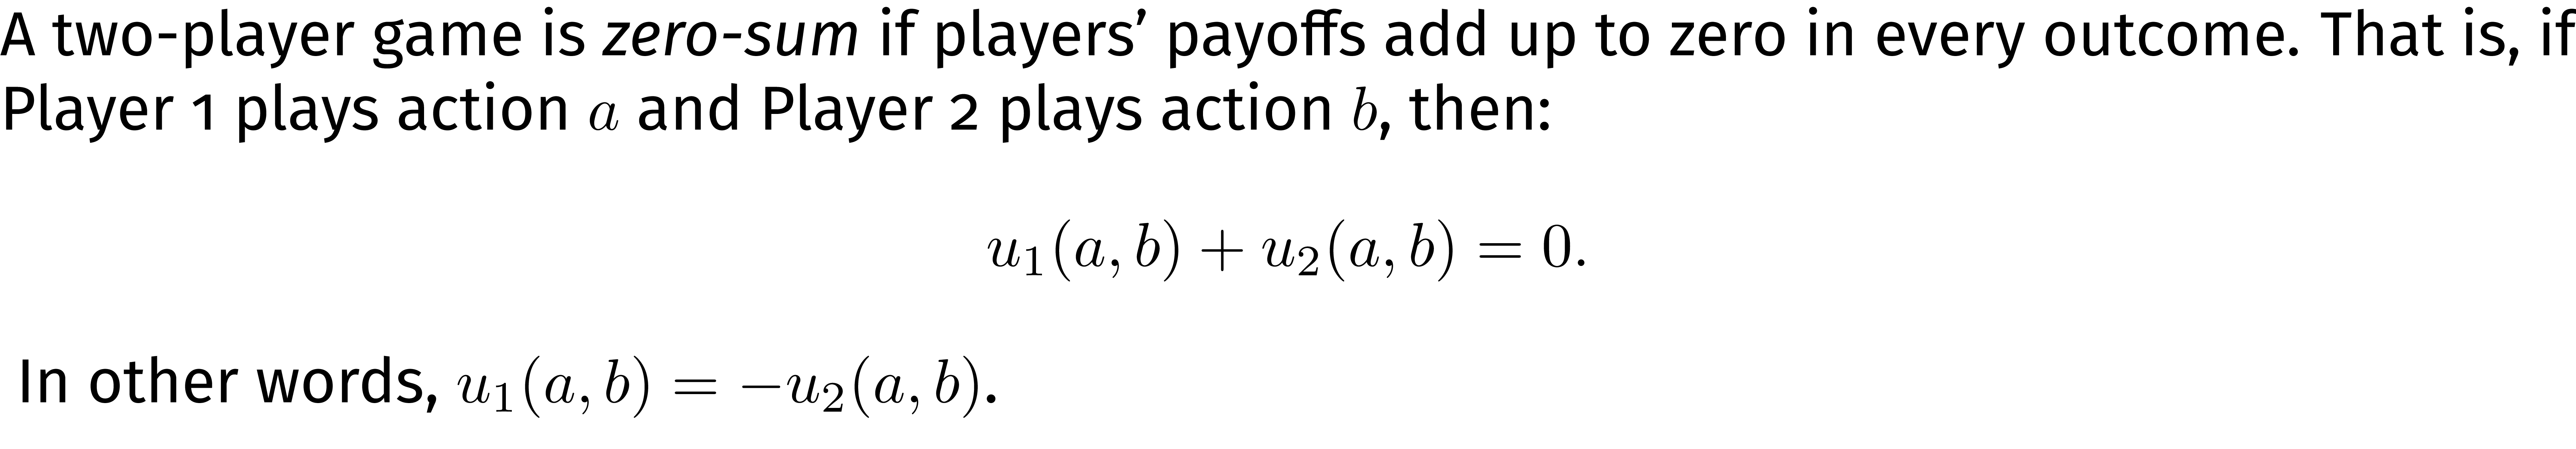 A two-player game is zero-sum if players’ payoffs add up to zero in every outcome. That is, if
Player 1 plays action a and Player 2 plays action b, then:
u₁(a, b) + u₂(a, b) = 0.
In other words, u₁(a, b) = −u₂(a, b).